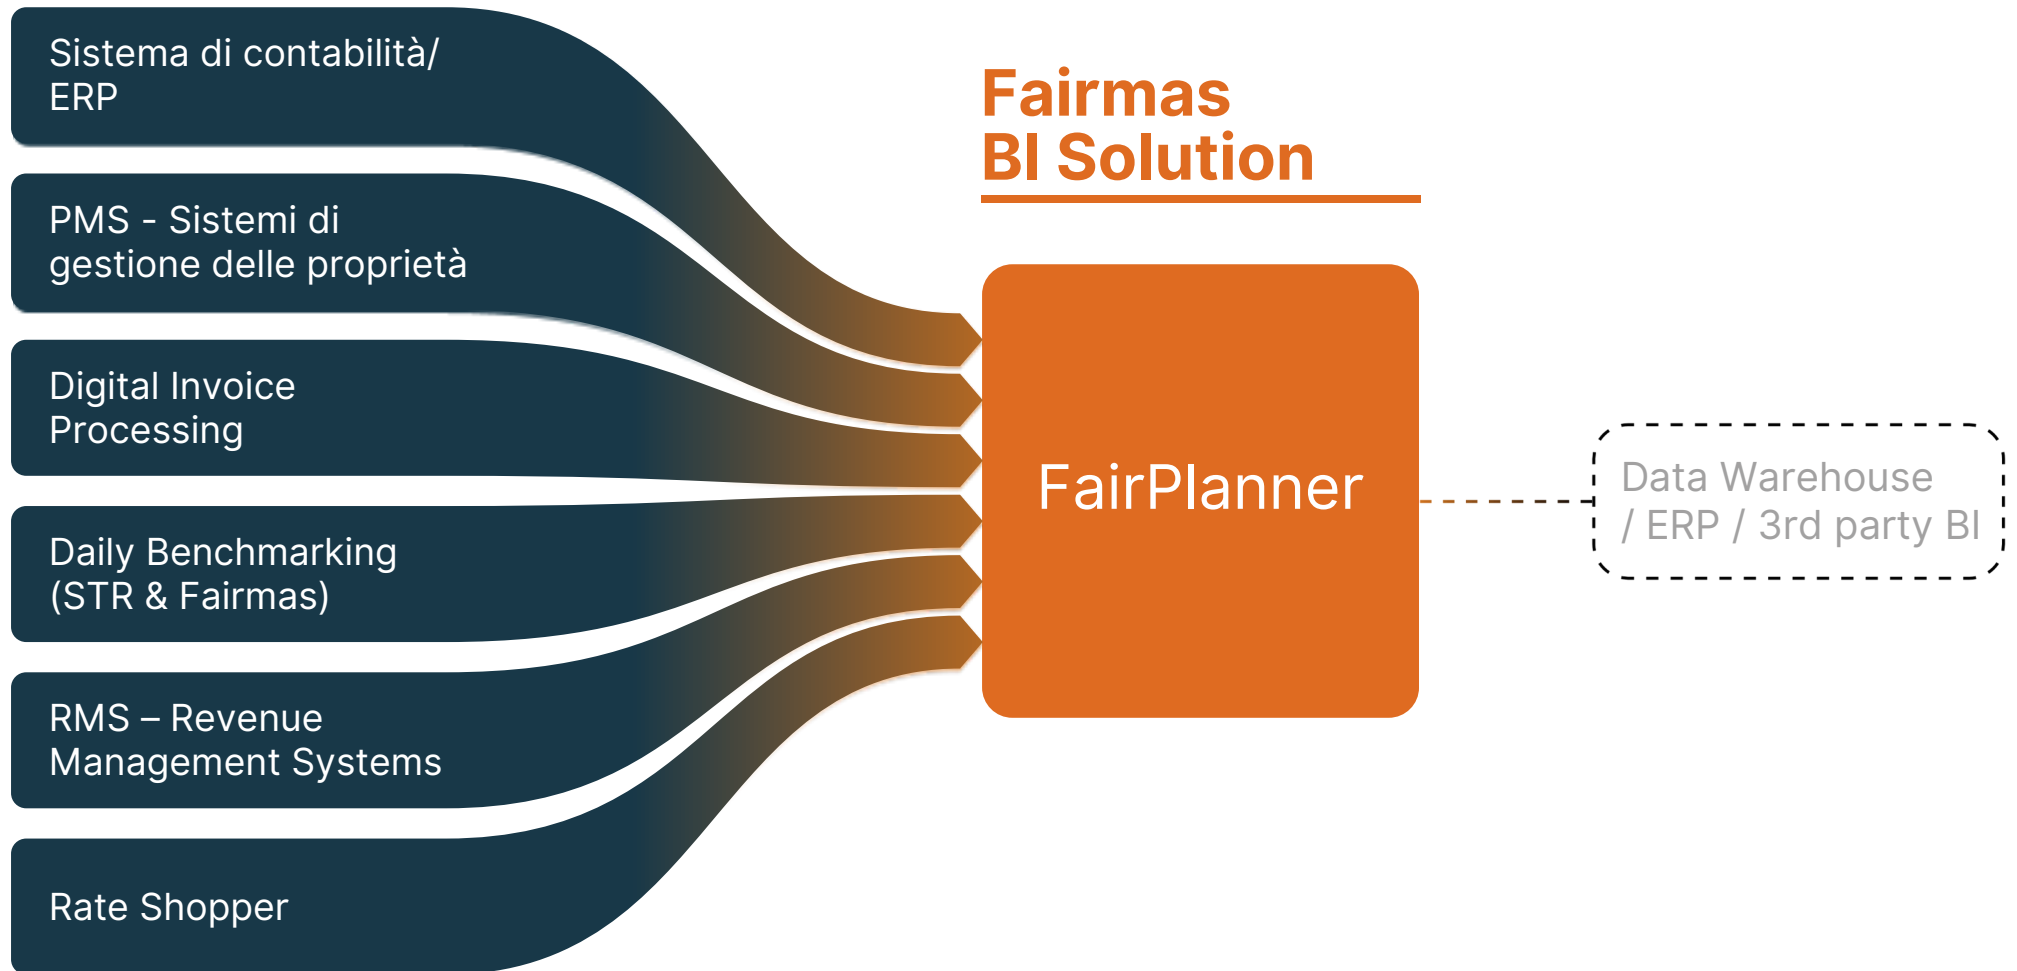 Sistema di contabilità/
ERP
PMS - Sistemi di
gestione delle proprietà
Digital Invoice
Processing
Daily Benchmarking
(STR & Fairmas)
RMS – Revenue
Management Systems
Rate Shopper
Fairmas
BI Solution
FairPlanner
Data Warehouse
/ ERP / 3rd party BI